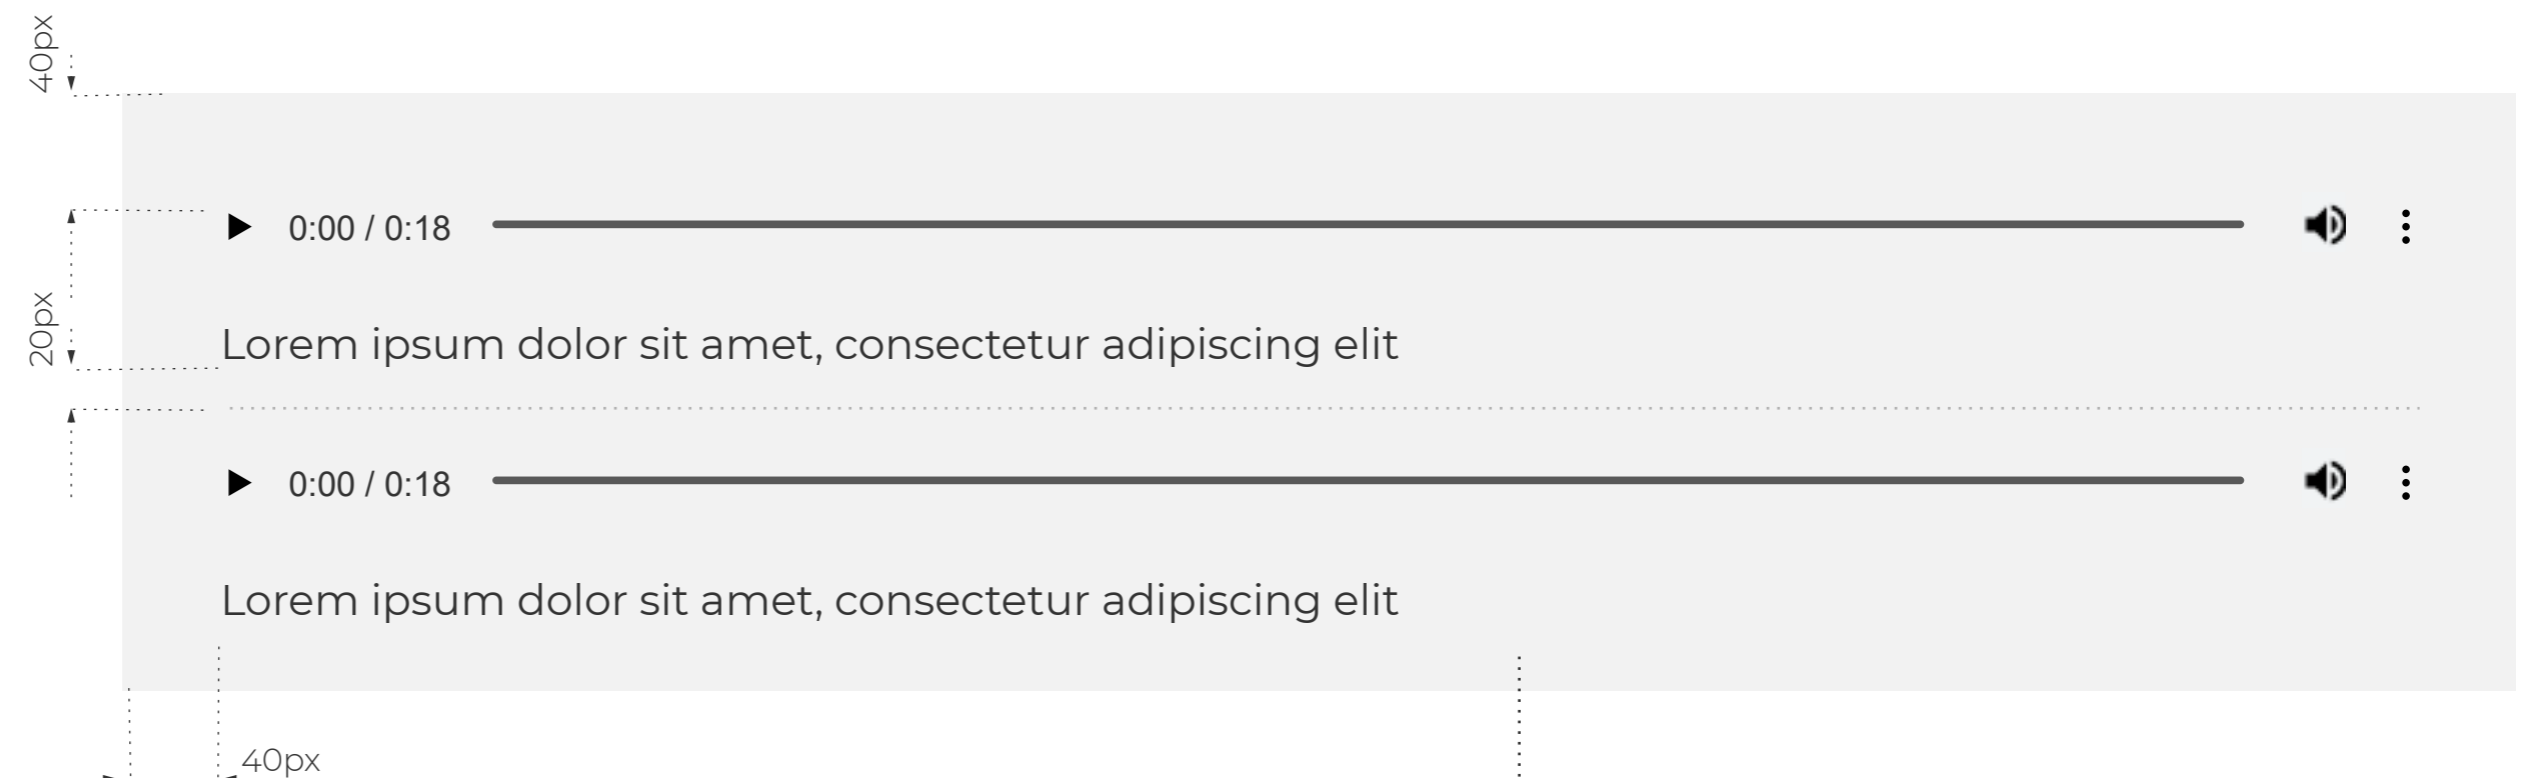 40px
0:00 / 0:18
20px
Lorem ipsum dolor sit amet, consectetur adipiscing elit
0:00 / 0:18
Lorem ipsum dolor sit amet, consectetur adipiscing elit
40px